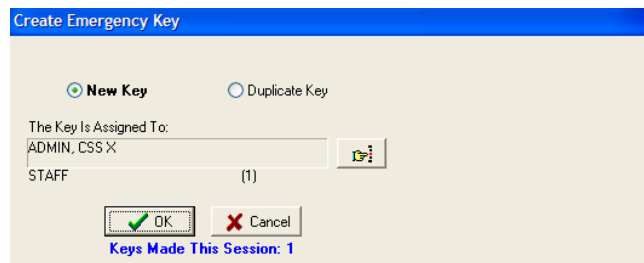 Create Emergency Key
New Key Duplicate Key
The Key Is Assigned To:
ADMIN, CSS X
STAFF (1)
OK Cancel
Keys Made This Session: 1